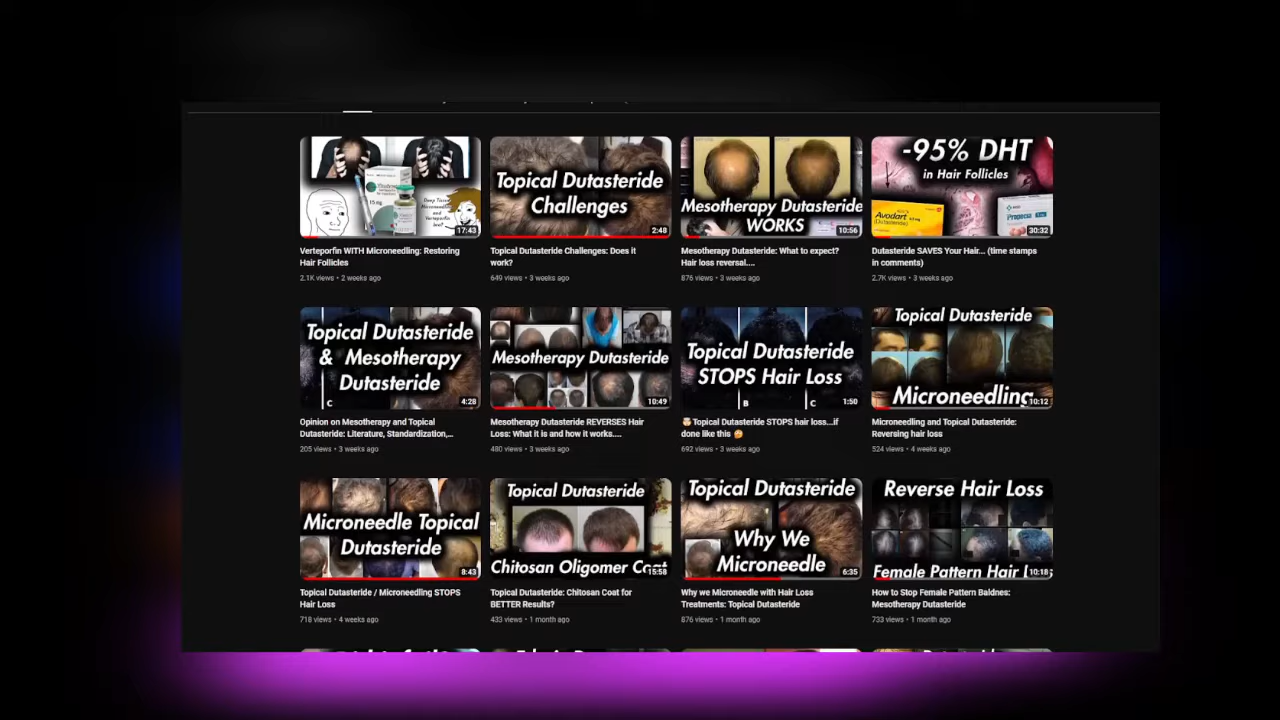 15 mg
Deep Tissue
Microneedling
and
Verteporfin
17:43
Topical Dutasteride
Challenges
2:48
Mesotherapy Dutasteride
WORKS
10:56
-95% DHT
in Hair Follicles
Avodart
Propecia
30:32
Verteporfin WITH Microneedling: Restoring
Hair Follicles
2.1K views • 2 weeks ago
Topical Dutasteride Challenges: Does it
work?
649 views • 3 weeks ago
Mesotherapy Dutasteride: What to expect?
Hair loss reversal....
876 views • 3 weeks ago
Dutasteride SAVES Your Hair... (time stamps
in comments)
2.7K views • 3 weeks ago
Topical Dutasteride
& Mesotherapy
Dutasteride
C
4:28
Mesotherapy Dutasteride
10:49
Topical Dutasteride
STOPS Hair Loss
B
C
1:50
Topical Dutasteride
Microneedling
10:12
Opinion on Mesotherapy and Topical
Dutasteride: Literature, Standardization,...
205 views • 3 weeks ago
Mesotherapy Dutasteride REVERSES Hair
Loss: What it is and how it works....
480 views • 3 weeks ago
🤯Topical Dutasteride STOPS hair loss...if
done like this 🤔
692 views • 3 weeks ago
Microneedling and Topical Dutasteride:
Reversing hair loss
524 views • 4 weeks ago
Microneedle Topical
Dutasteride
8:43
Topical Dutasteride
Chitosan Oligomer Coat
15:58
Topical Dutasteride
Why We
Microneedle
6:35
Reverse Hair Loss
Female Pattern Hair
10:18
Topical Dutasteride / Microneedling STOPS
Hair Loss
718 views • 4 weeks ago
Topical Dutasteride: Chitosan Coat for
BETTER Results?
433 views • 1 month ago
Why we Microneedle with Hair Loss
Treatments: Topical Dutasteride
876 views • 1 month ago
How to Stop Female Pattern Baldnes:
Mesotherapy Dutasteride
733 views • 1 month ago